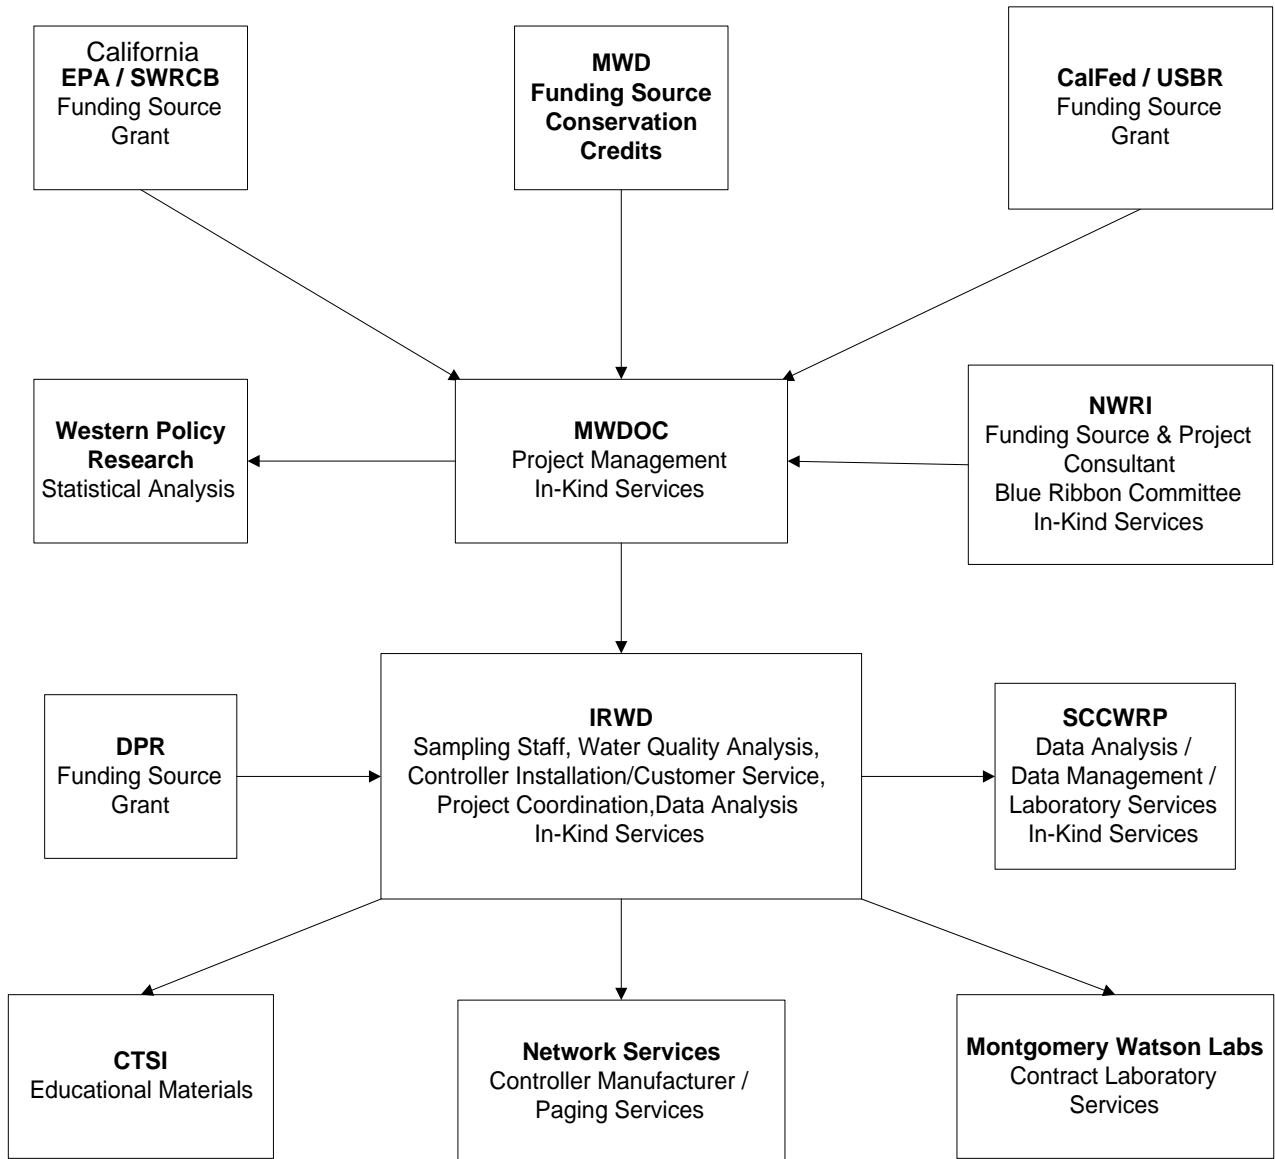 California
EPA / SWRCB
Funding Source
Grant
MWD
Funding Source
Conservation
Credits
CalFed / USBR
Funding Source
Grant
Western Policy
Research
Statistical Analysis
MWDOC
Project Management
In-Kind Services
NWRI
Funding Source & Project
Consultant
Blue Ribbon Committee
In-Kind Services
DPR
Funding Source
Grant
IRWD
Sampling Staff, Water Quality Analysis,
Controller Installation/Customer Service,
Project Coordination,Data Analysis
In-Kind Services
SCCWRP
Data Analysis /
Data Management /
Laboratory Services
In-Kind Services
CTSI
Educational Materials
Network Services
Controller Manufacturer /
Paging Services
Montgomery Watson Labs
Contract Laboratory
Services